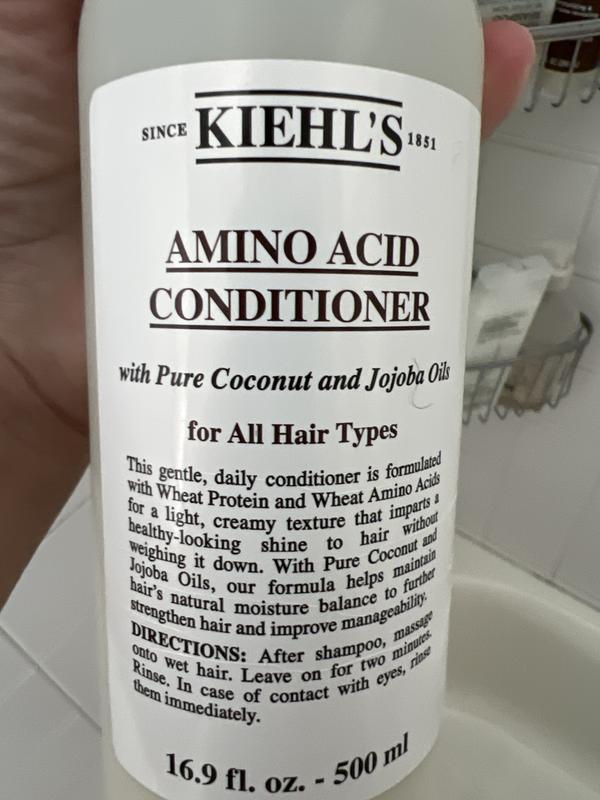 SINCE KIEHL'S 1851
AMINO ACID
CONDITIONER
with Pure Coconut and Jojoba Oils
for All Hair Types
This gentle, daily conditioner is formulated
with Wheat Protein and Wheat Amino Acids
for a light, creamy texture that imparts a
healthy-looking shine to hair without
weighing it down. With Pure Coconut and
Jojoba Oils, our formula helps maintain
hair's natural moisture balance to further
strengthen hair and improve manageability.
DIRECTIONS: After shampoo, massage
onto wet hair. Leave on for two minutes.
Rinse. In case of contact with eyes, rinse
them immediately.
16.9 fl. oz. - 500 ml